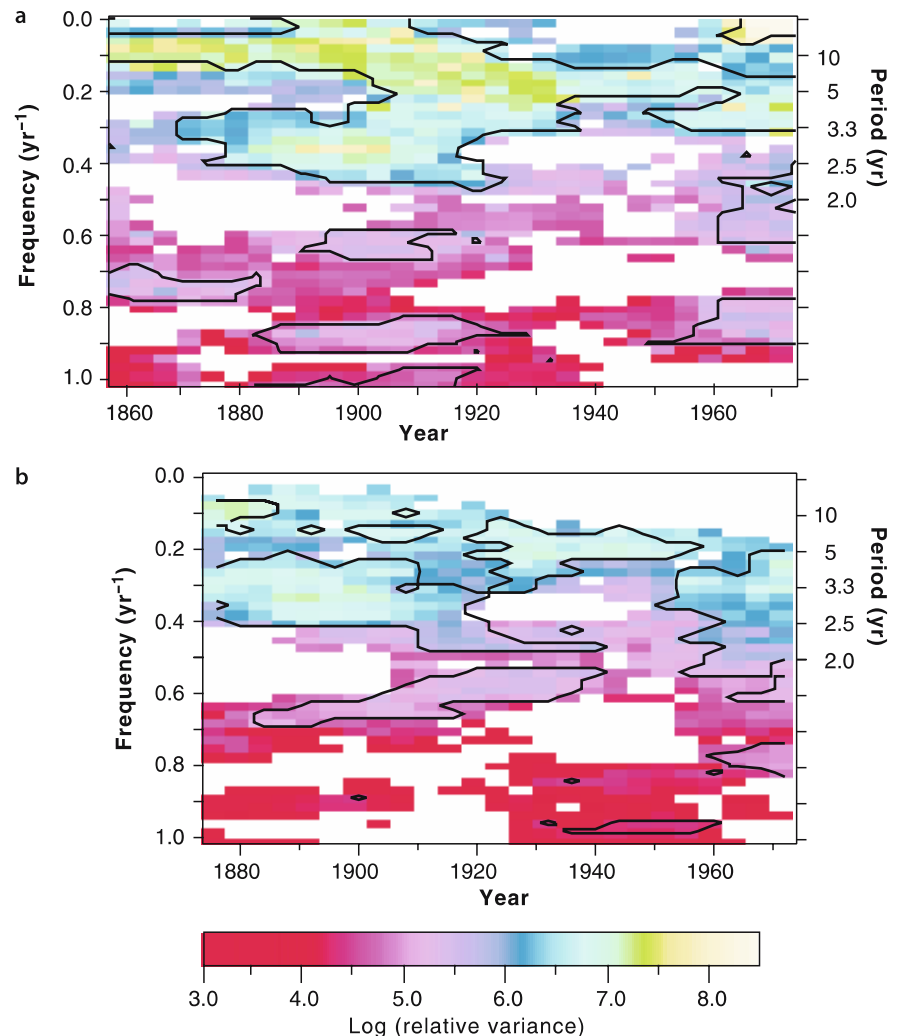 a
0.0
0.2
0.4
0.6
0.8
1.0
Frequency (yr⁻¹)
10
5
3.3
2.5
2.0
Period (yr)
1860 1880 1900 1920 1940 1960
Year
b
0.0
0.2
0.4
0.6
0.8
1.0
Frequency (yr⁻¹)
10
5
3.3
2.5
2.0
Period (yr)
1880 1900 1920 1940 1960
Year
3.0 4.0 5.0 6.0 7.0 8.0
Log (relative variance)